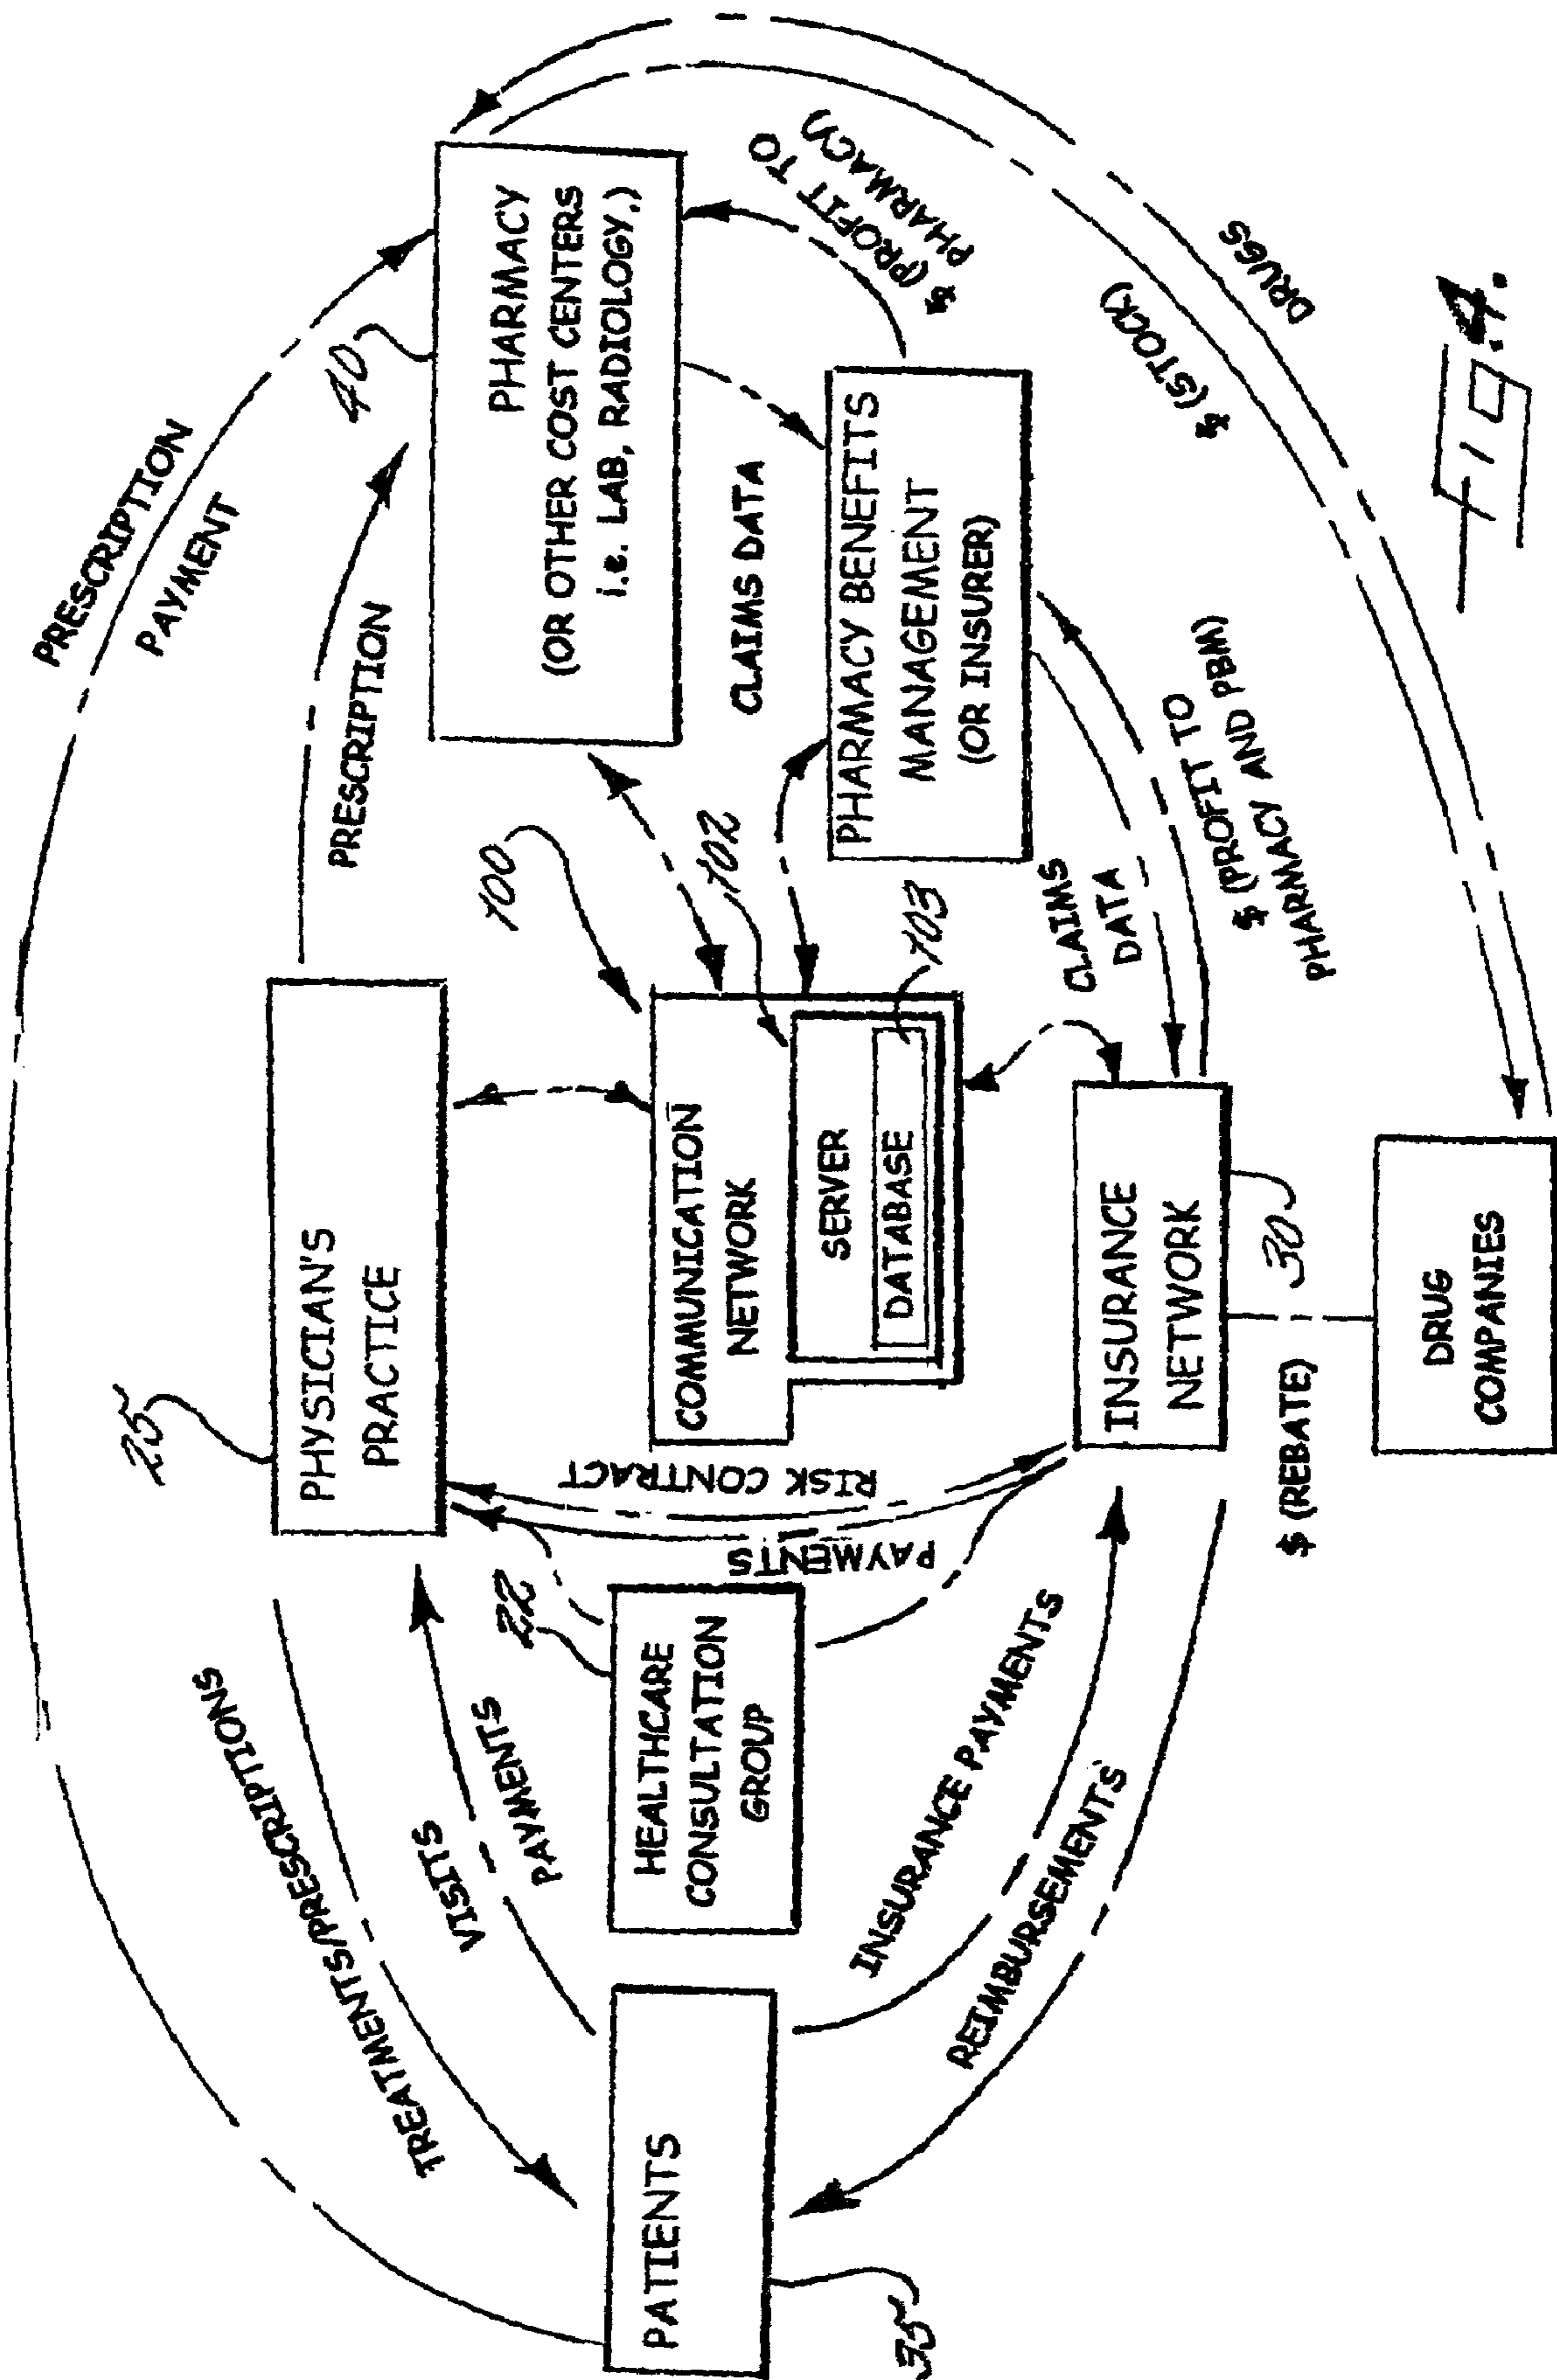 PRESCRIPTION
PAYMENT
TREATMENTS/PRESCRIPTIONS
25
PHYSICIAN'S
PRACTICE
PRESCRIPTION
40
PHARMACY
(OR OTHER COST CENTERS
i.e. LAB, RADIOLOGY.)
VISITS
PAYMENTS
22
HEALTHCARE
CONSULTATION
GROUP
PAYMENTS
RISK CONTRACT
100
COMMUNICATION
NETWORK
102
SERVER
DATABASE
103
CLAIMS DATA
$ (PROFIT TO
PHARMACY)
PHARMACY BENEFITS
MANAGEMENT
(OR INSURER)
PATIENTS
35
INSURANCE PAYMENTS
REIMBURSEMENTS
INSURANCE
NETWORK
30
CLAIMS
DATA
$ (PROFIT TO
PHARMACY AND PBM)
$ (STOCK)
DRUGS
$ (REBATE)
DRUG
COMPANIES
Fig. 4.